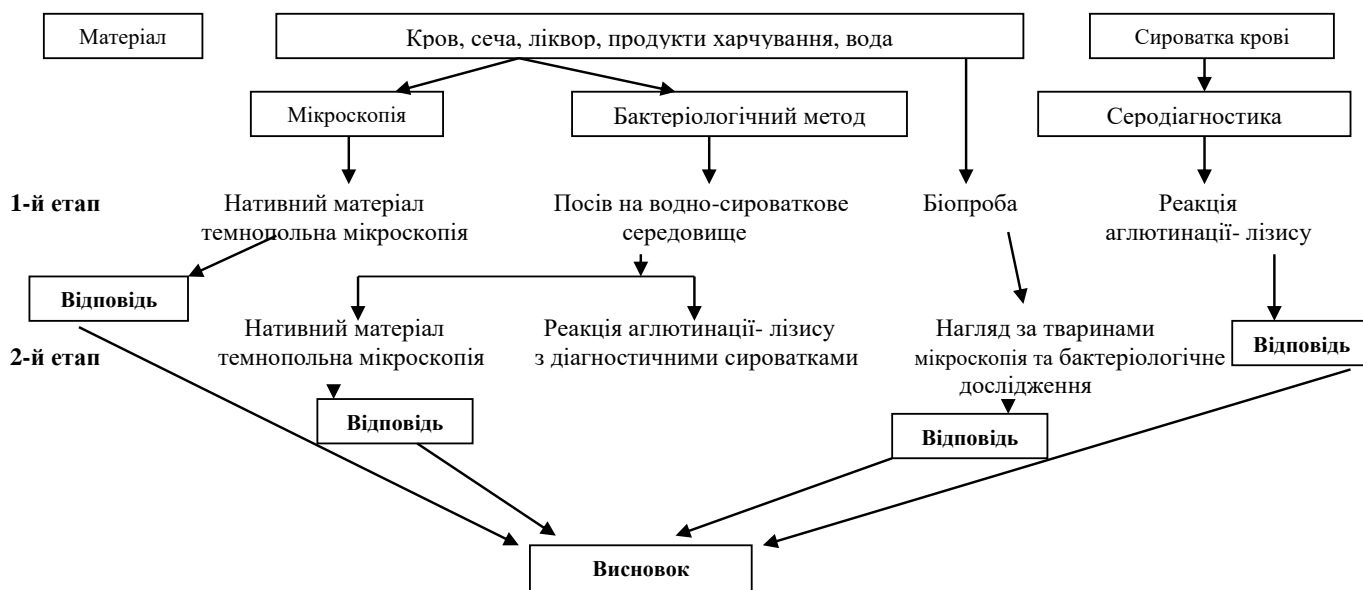 Матеріал
Кров, сеча, ліквор, продукти харчування, вода
Сироватка крові
Мікроскопія
Бактеріологічний метод
Серодіагностика
1-й етап
Нативний матеріал
темнопольна мікроскопія
Посів на водно-сироваткове
середовище
Біопроба
Реакція
аглютинації- лізису
Відповідь
2-й етап
Нативний матеріал
темнопольна мікроскопія
Реакція аглютинації- лізису
з діагностичними сироватками
Нагляд за тваринами
мікроскопія та бактеріологічне
дослідження
Відповідь
Відповідь
Відповідь
Висновок